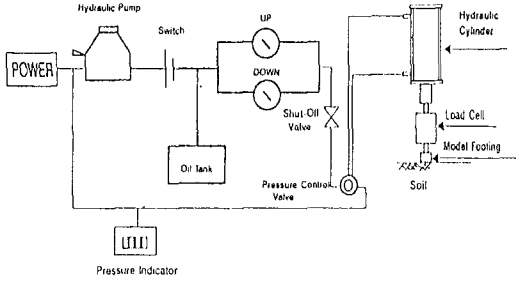 Hydraulic Pump
UP
Switch
Hydraulic
Cylinder
POWER
DOWN
Shut-Off
Valve
Load Cell
Model Footing
Oil Tank
Pressure Control
Valve
Soil
Pressure Indicator